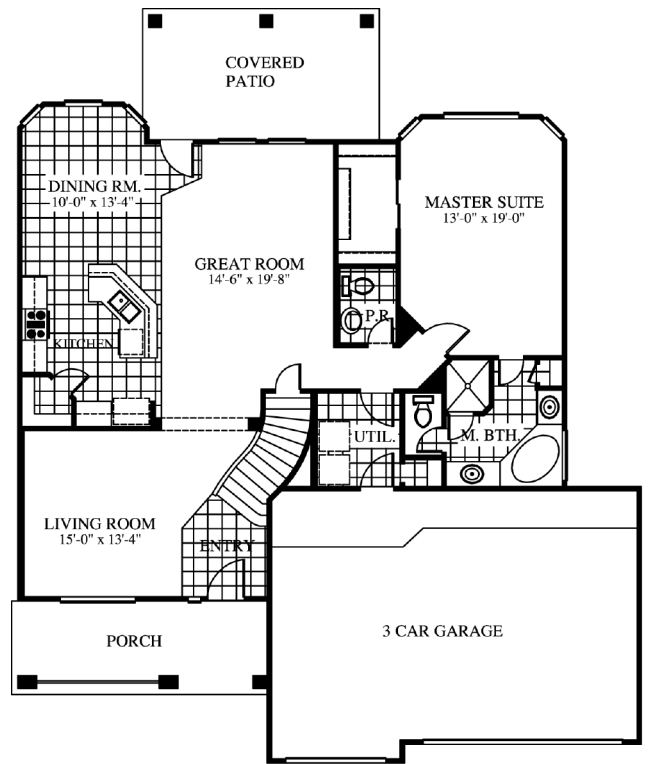 COVERED
PATIO
DINING RM.
10'-0" x 13'-4"
MASTER SUITE
13'-0" x 19'-0"
GREAT ROOM
14'-6" x 19'-8"
P.R.
KITCHEN
UTIL.
M. BTH.
LIVING ROOM
15'-0" x 13'-4"
ENTRY
PORCH
3 CAR GARAGE